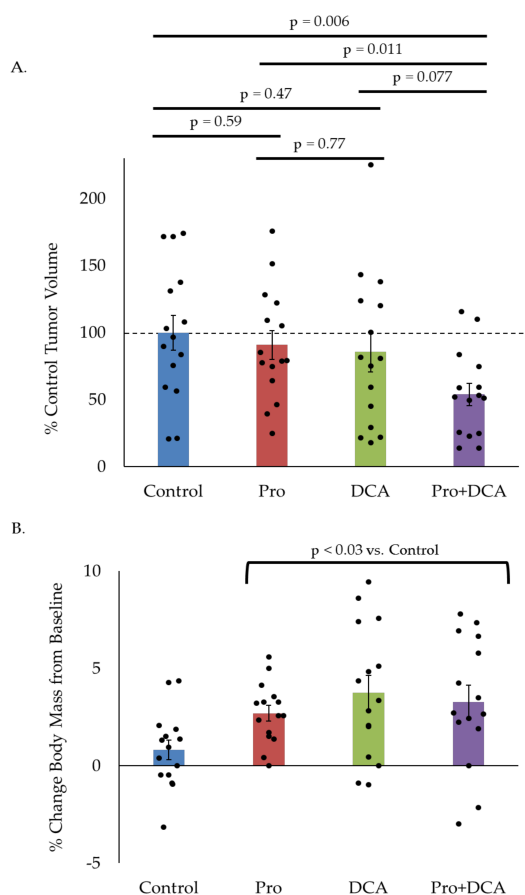 p = 0.006
A.
p = 0.011
p = 0.077
p = 0.47
p = 0.59
p = 0.77
% Control Tumor Volume
200
150
100
50
0
Control Pro DCA Pro+DCA
B.
p < 0.03 vs. Control
% Change Body Mass from Baseline
10
5
0
-5
Control Pro DCA Pro+DCA